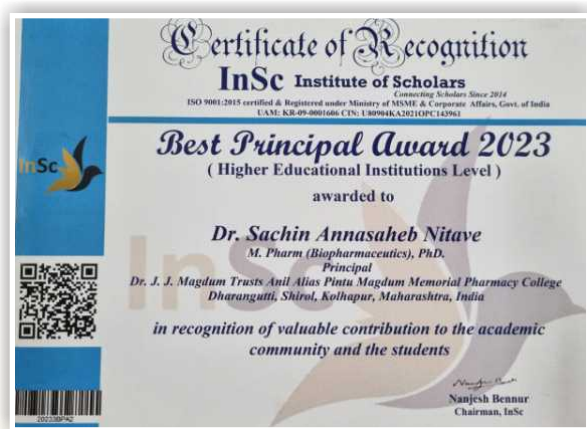 Certificate of Recognition
InSc Institute of Scholars
Connecting Scholars Since 2014
ISO 9001:2015 certified & Registered under Ministry of MSME & Corporate Affairs, Govt. of India
UAM: KR-09-0001606 CIN: U80904KA2021OPC143961
Best Principal Award 2023
( Higher Educational Institutions Level )
awarded to
InSc
Dr. Sachin Annasaheb Nitave
M. Pharm (Biopharmaceutics), PhD.
Principal
Dr. J. J. Magdum Trusts Anil Alias Pintu Magdum Memorial Pharmacy College
Dharangutti, Shirol, Kolhapur, Maharashtra, India
InSc
in recognition of valuable contribution to the academic
community and the students
Nanjesh Bennur
Chairman, InSc